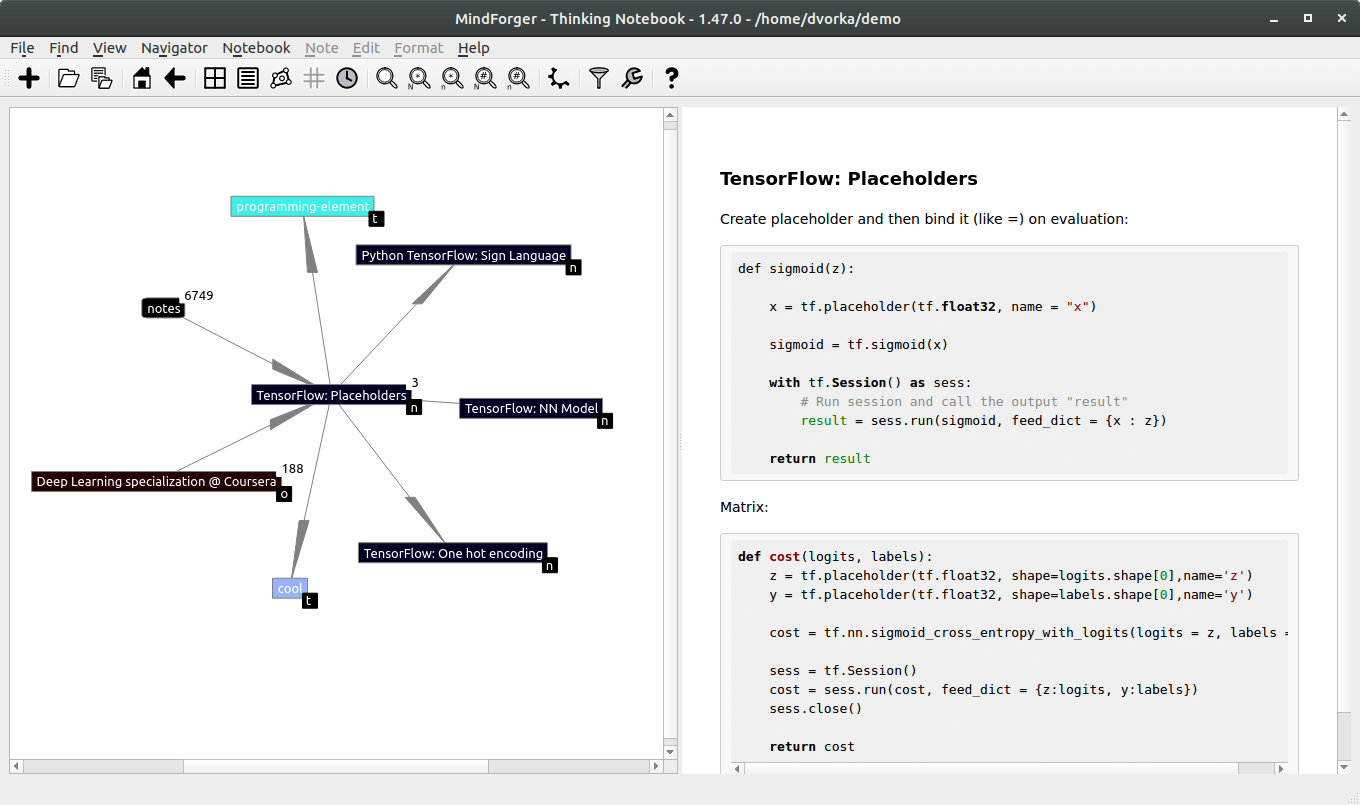 MindForger - Thinking Notebook - 1.47.0 - /home/dvorka/demo
File Find View Navigator Notebook Note Edit Format Help
N n N n
programming-element
t
Python TensorFlow: Sign Language
n
6749
notes
3
TensorFlow: Placeholders
n
TensorFlow: NN Model
n
188
Deep Learning specialization @ Coursera
o
TensorFlow: One hot encoding
n
cool
t
TensorFlow: Placeholders
Create placeholder and then bind it (like =) on evaluation:
def sigmoid(z):
    x = tf.placeholder(tf.float32, name = "x")
    sigmoid = tf.sigmoid(x)
    with tf.Session() as sess:
        # Run session and call the output "result"
        result = sess.run(sigmoid, feed_dict = {x : z})
    return result
Matrix:
def cost(logits, labels):
    z = tf.placeholder(tf.float32, shape=logits.shape[0],name='z')
    y = tf.placeholder(tf.float32, shape=labels.shape[0],name='y')
    cost = tf.nn.sigmoid_cross_entropy_with_logits(logits = z, labels =
    sess = tf.Session()
    cost = sess.run(cost, feed_dict = {z:logits, y:labels})
    sess.close()
    return cost